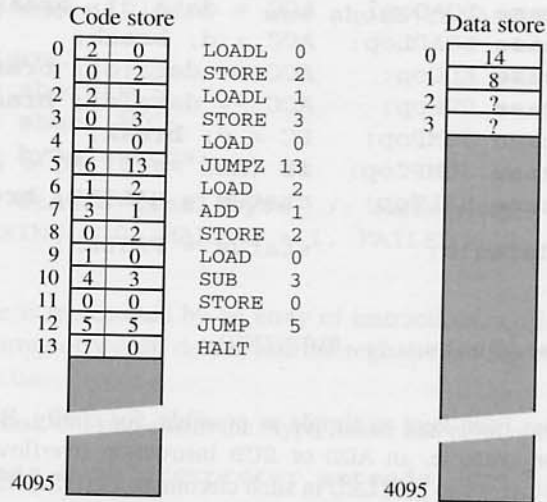 Code store
0 2 0 LOADL 0
1 0 2 STORE 2
2 2 1 LOADL 1
3 0 3 STORE 3
4 1 0 LOAD 0
5 6 13 JUMPZ 13
6 1 2 LOAD 2
7 3 1 ADD 1
8 0 2 STORE 2
9 1 0 LOAD 0
10 4 3 SUB 3
11 0 0 STORE 0
12 5 5 JUMP 5
13 7 0 HALT
4095
Data store
0 14
1 8
2 ?
3 ?
4095